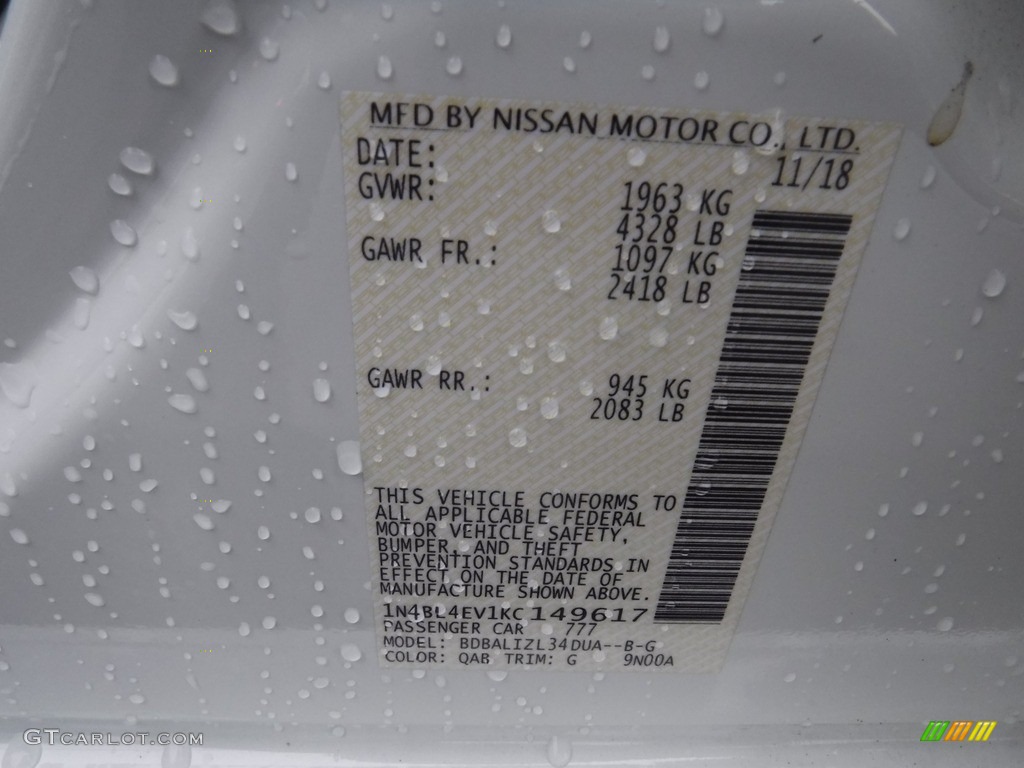 MFD BY NISSAN MOTOR CO., LTD.
DATE: 11/18
GVWR: 1963 KG
4328 LB
GAWR FR.: 1097 KG
2418 LB
GAWR RR.: 945 KG
2083 LB
THIS VEHICLE CONFORMS TO
ALL APPLICABLE FEDERAL
MOTOR VEHICLE SAFETY,
BUMPER, AND THEFT
PREVENTION STANDARDS IN
EFFECT ON THE DATE OF
MANUFACTURE SHOWN ABOVE.
1N4BL4EV1KC149617
PASSENGER CAR 777
MODEL: BDBALIZL34DUA--B-G
COLOR: QAB TRIM: G 9N00A
GTCARLOT.COM